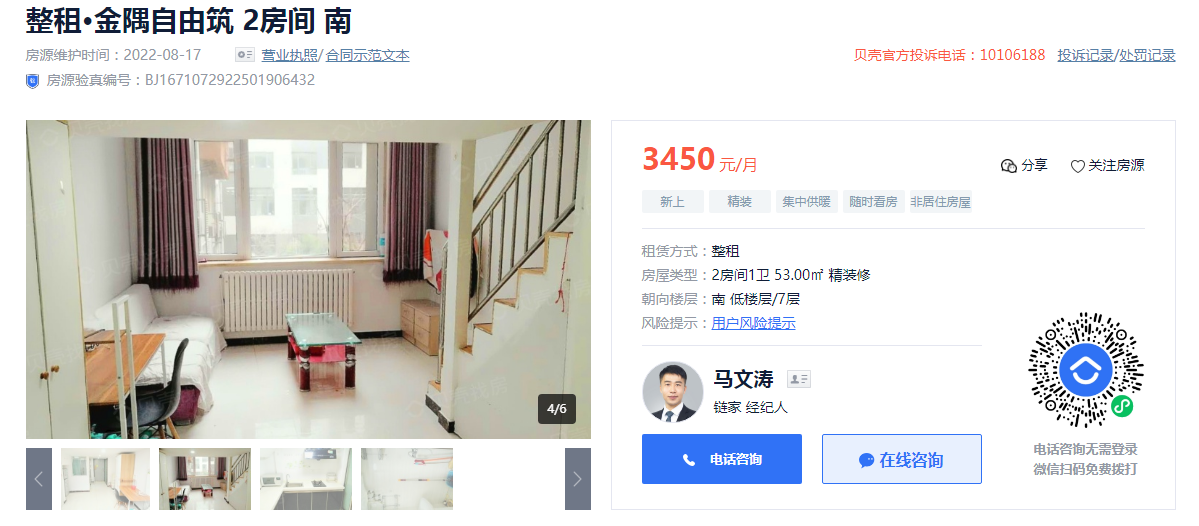 整租·金隅自由筑 2房间 南
房源维护时间：2022-08-17 营业执照/合同示范文本 贝壳官方投诉电话：10106188 投诉记录/处罚记录
房源验真编号：BJ1671072922501906432
3450 元/月 分享 关注房源
新上 精装 集中供暖 随时看房 非居住房屋
租赁方式：整租
房屋类型：2房间1卫 53.00㎡ 精装修
朝向楼层：南 低楼层/7层
风险提示：用户风险提示
马文涛
链家 经纪人
4/6
电话咨询 在线咨询
电话咨询无需登录
微信扫码免费拨打